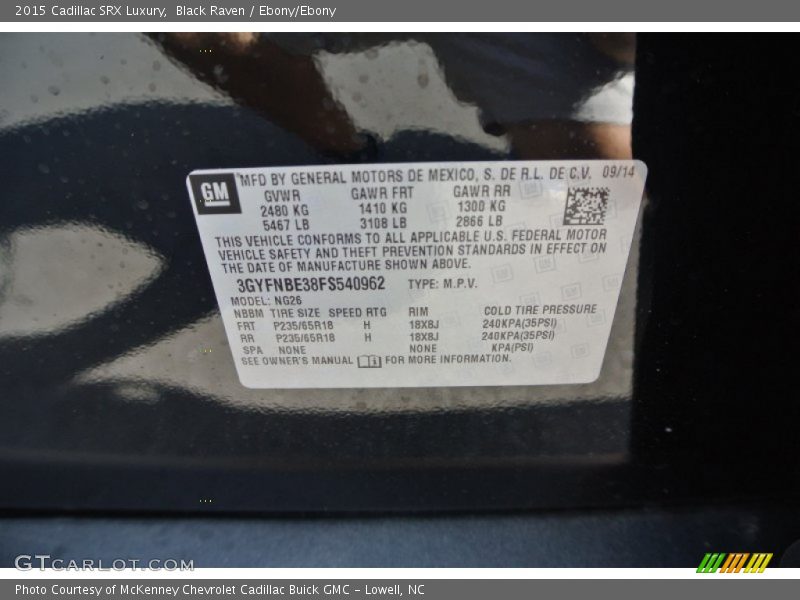 2015 Cadillac SRX Luxury, Black Raven / Ebony/Ebony
GM
MFD BY GENERAL MOTORS DE MEXICO, S. DE R.L. DE C.V. 09/14
GVWR GAWR FRT GAWR RR
2480 KG 1410 KG 1300 KG
5467 LB 3108 LB 2866 LB
THIS VEHICLE CONFORMS TO ALL APPLICABLE U.S. FEDERAL MOTOR
VEHICLE SAFETY AND THEFT PREVENTION STANDARDS IN EFFECT ON
THE DATE OF MANUFACTURE SHOWN ABOVE.
3GYFNBE38FS540962 TYPE: M.P.V.
MODEL: NG26
NBBM TIRE SIZE SPEED RTG RIM COLD TIRE PRESSURE
FRT P235/65R18 H 18X8J 240KPA(35PSI)
RR P235/65R18 H 18X8J 240KPA(35PSI)
SPA NONE NONE KPA(PSI)
SEE OWNER'S MANUAL FOR MORE INFORMATION.
GTCARLOT.COM
Photo Courtesy of McKenney Chevrolet Cadillac Buick GMC - Lowell, NC